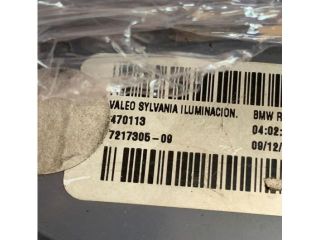 VALEO SYLVANIA ILUMINACION. BMW R
470113 04:02:
7217305-09 09/12/